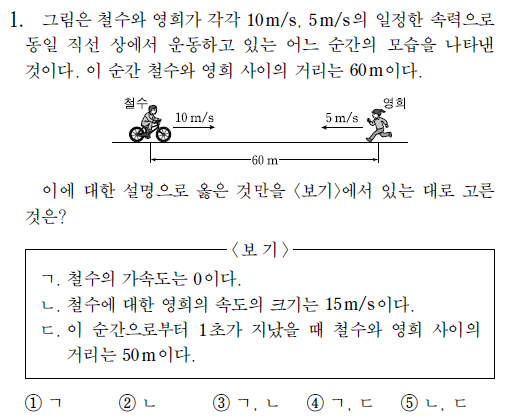 1. 그림은 철수와 영희가 각각 10m/s, 5m/s의 일정한 속력으로
동일 직선 상에서 운동하고 있는 어느 순간의 모습을 나타낸
것이다. 이 순간 철수와 영희 사이의 거리는 60m이다.
철수 영희
10 m/s 5 m/s
60 m
이에 대한 설명으로 옳은 것만을 〈보기〉에서 있는 대로 고른
것은?
〈보 기〉
ㄱ. 철수의 가속도는 0이다.
ㄴ. 철수에 대한 영희의 속도의 크기는 15m/s이다.
ㄷ. 이 순간으로부터 1초가 지났을 때 철수와 영희 사이의
거리는 50m이다.
① ㄱ ② ㄴ ③ ㄱ, ㄴ ④ ㄱ, ㄷ ⑤ ㄴ, ㄷ